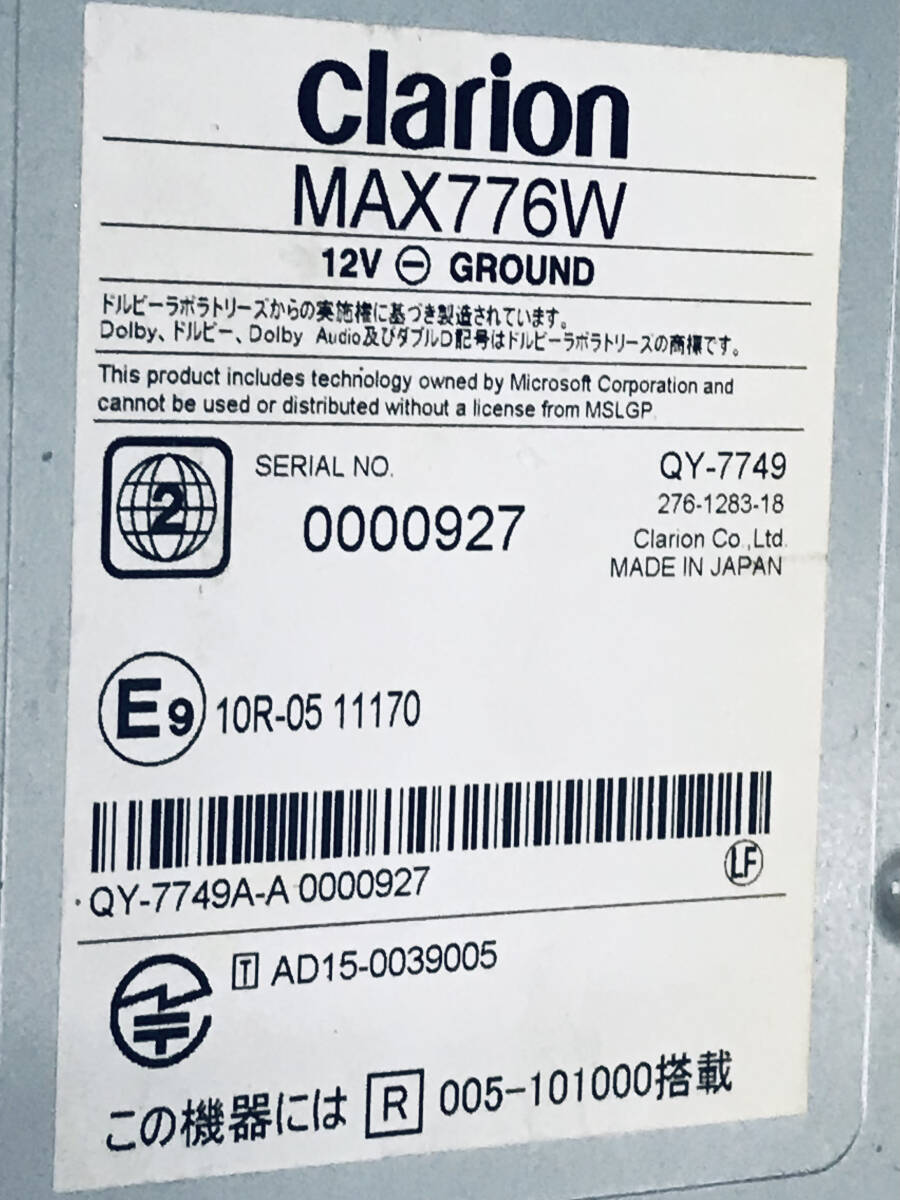 clarion
MAX776W
12V ⊖ GROUND
ドルビーラボラトリーズからの実施権に基づき製造されています。
Dolby、ドルビー、Dolby Audio及びダブルD記号はドルビーラボラトリーズの商標です。
This product includes technology owned by Microsoft Corporation and
cannot be used or distributed without a license from MSLGP.
2
SERIAL NO.
0000927
QY-7749
276-1283-18
Clarion Co.,Ltd.
MADE IN JAPAN
E9 10R-05 11170
QY-7749A-A 0000927
LF
T AD15-0039005
この機器には R 005-101000搭載